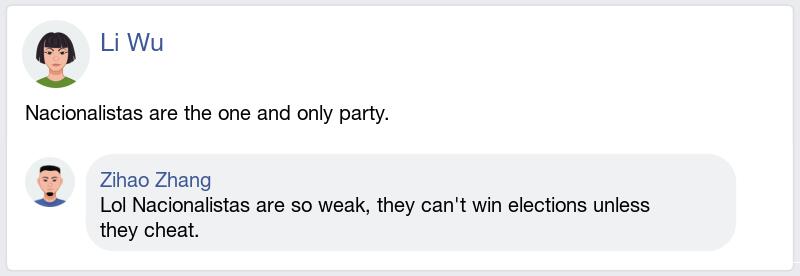 Li Wu
Nacionalistas are the one and only party.
Zihao Zhang
Lol Nacionalistas are so weak, they can't win elections unless
they cheat.